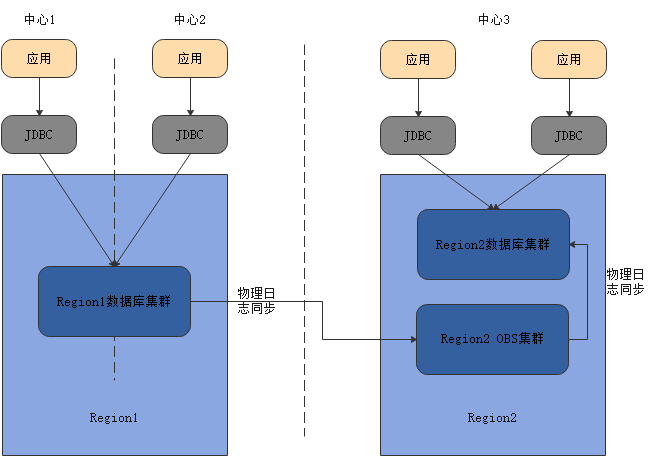 中心1
中心2
中心3
应用
应用
应用
应用
JDBC
JDBC
JDBC
JDBC
Region2数据库集群
Region1数据库集群
物理日
志同步
物理日
志同步
Region2 OBS集群
Region1
Region2